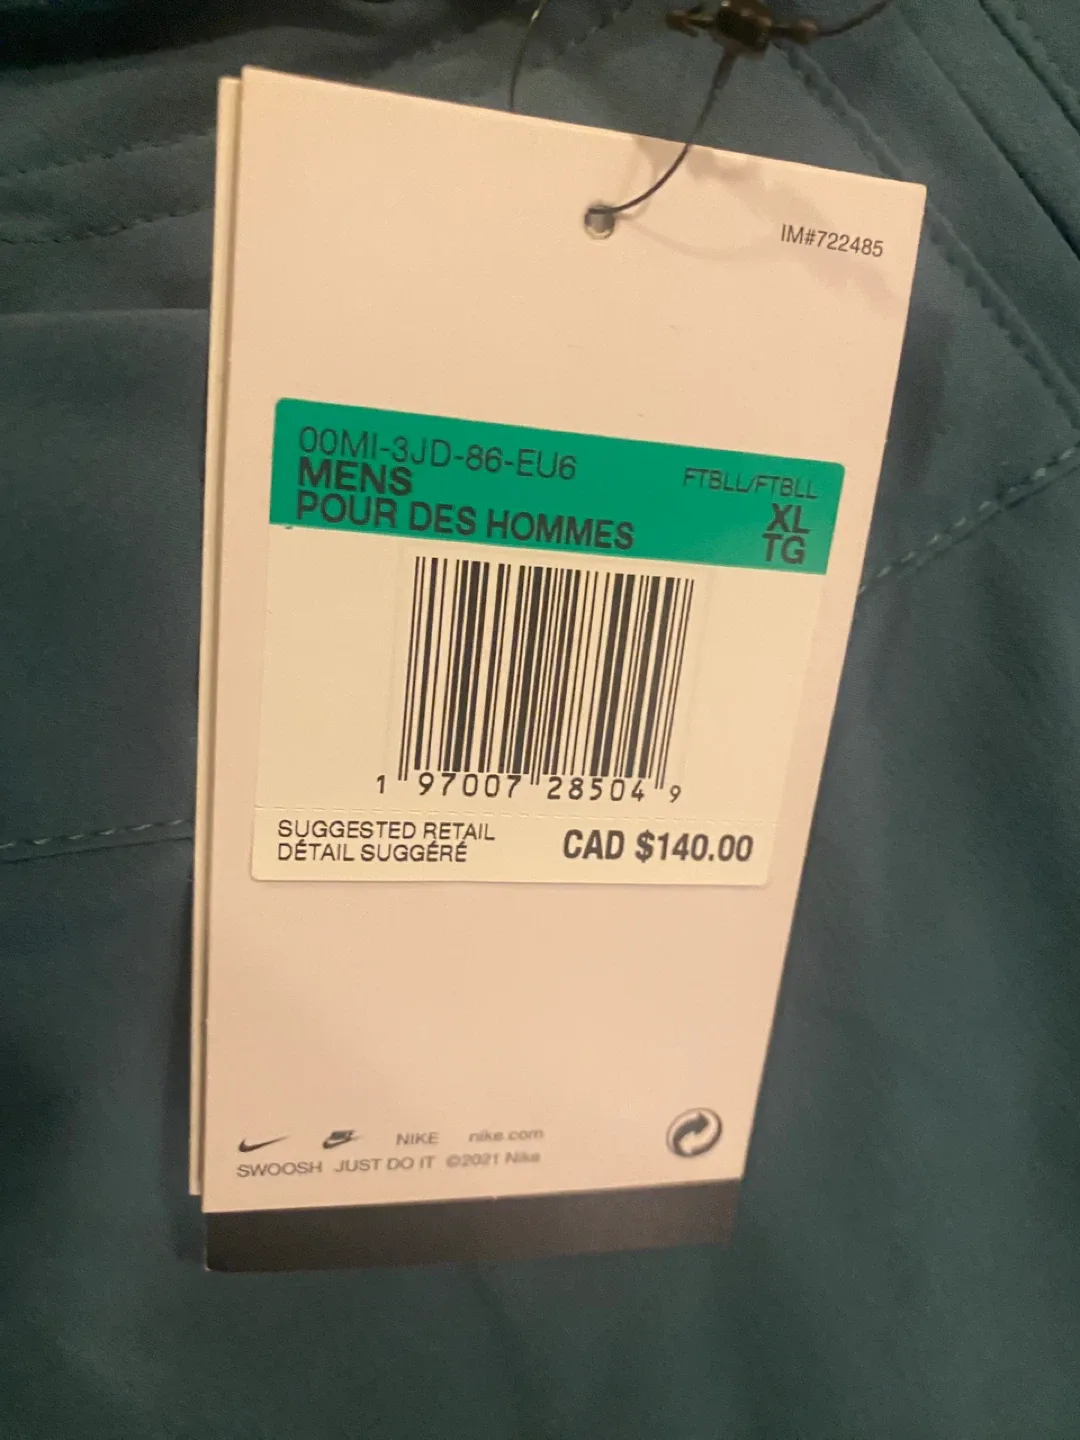 IM#722485
00MI-3JD-86-EU6
FTBLL/FTBLL
MENS
XL
POUR DES HOMMES
TG
1 97007 28504 9
SUGGESTED RETAIL
DÉTAIL SUGGÉRÉ
CAD $140.00
NIKE nike.com
SWOOSH JUST DO IT ©2021 Nike